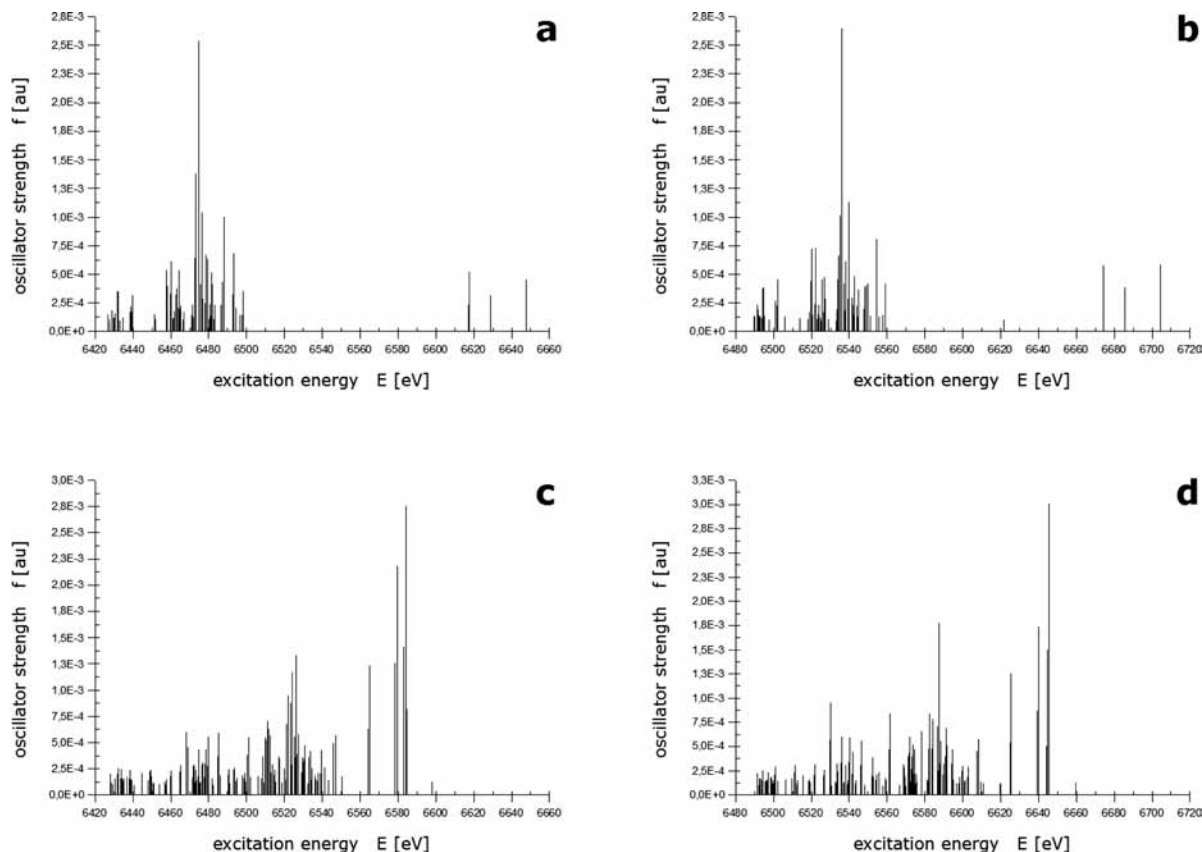 a
2,8E-3
2,5E-3
2,3E-3
2,0E-3
1,8E-3
1,5E-3
1,3E-3
1,0E-3
7,5E-4
5,0E-4
2,5E-4
0,0E+0
oscillator strength f [au]
6420 6440 6460 6480 6500 6520 6540 6560 6580 6600 6620 6640 6660
excitation energy E [eV]
b
2,8E-3
2,5E-3
2,3E-3
2,0E-3
1,8E-3
1,5E-3
1,3E-3
1,0E-3
7,5E-4
5,0E-4
2,5E-4
0,0E+0
oscillator strength f [au]
6480 6500 6520 6540 6560 6580 6600 6620 6640 6660 6680 6700 6720
excitation energy E [eV]
c
3,0E-3
2,8E-3
2,5E-3
2,3E-3
2,0E-3
1,8E-3
1,5E-3
1,3E-3
1,0E-3
7,5E-4
5,0E-4
2,5E-4
0,0E+0
oscillator strength f [au]
6420 6440 6460 6480 6500 6520 6540 6560 6580 6600 6620 6640 6660
excitation energy E [eV]
d
3,3E-3
3,0E-3
2,8E-3
2,5E-3
2,3E-3
2,0E-3
1,8E-3
1,5E-3
1,3E-3
1,0E-3
7,5E-4
5,0E-4
2,5E-4
0,0E+0
oscillator strength f [au]
6480 6500 6520 6540 6560 6580 6600 6620 6640 6660 6680 6700 6720
excitation energy E [eV]